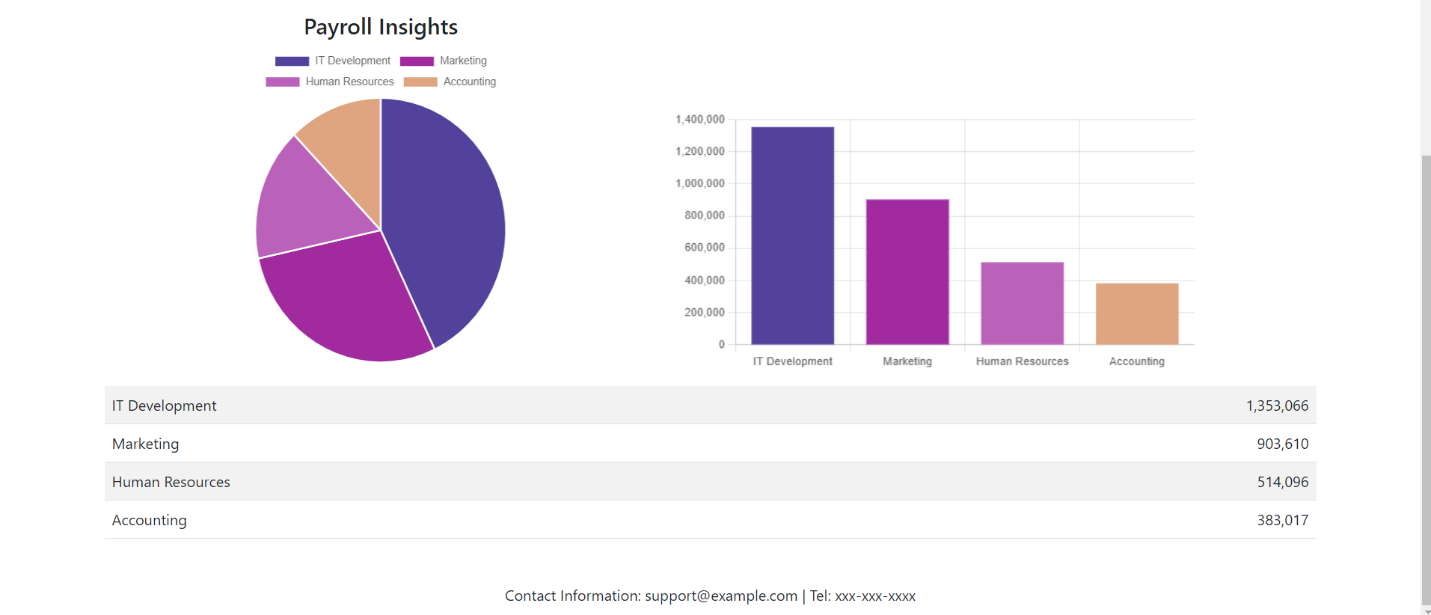 Payroll Insights
IT Development Marketing
Human Resources Accounting
1,400,000
1,200,000
1,000,000
800,000
600,000
400,000
200,000
0
IT Development Marketing Human Resources Accounting
IT Development 1,353,066
Marketing 903,610
Human Resources 514,096
Accounting 383,017
Contact Information: support@example.com | Tel: xxx-xxx-xxxx